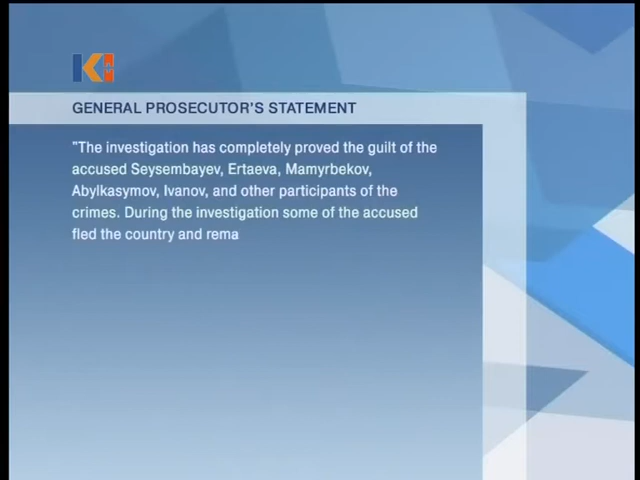 K+
GENERAL PROSECUTOR'S STATEMENT
"The investigation has completely proved the guilt of the
accused Seysembayev, Ertaeva, Mamyrbekov,
Abylkasymov, Ivanov, and other participants of the
crimes. During the investigation some of the accused
fled the country and rema